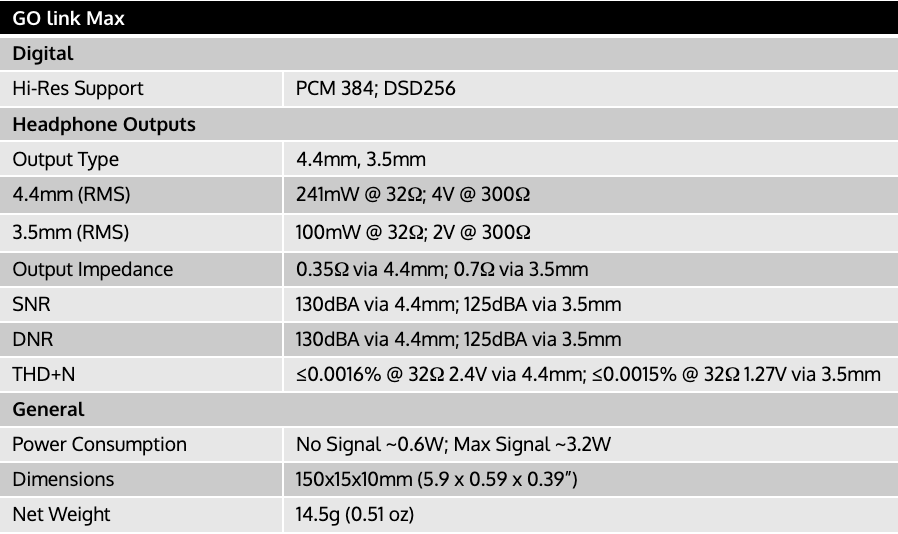 GO link Max
Digital
Hi-Res Support PCM 384; DSD256
Headphone Outputs
Output Type 4.4mm, 3.5mm
4.4mm (RMS) 241mW @ 32Ω; 4V @ 300Ω
3.5mm (RMS) 100mW @ 32Ω; 2V @ 300Ω
Output Impedance 0.35Ω via 4.4mm; 0.7Ω via 3.5mm
SNR 130dBA via 4.4mm; 125dBA via 3.5mm
DNR 130dBA via 4.4mm; 125dBA via 3.5mm
THD+N ≤0.0016% @ 32Ω 2.4V via 4.4mm; ≤0.0015% @ 32Ω 1.27V via 3.5mm
General
Power Consumption No Signal ~0.6W; Max Signal ~3.2W
Dimensions 150x15x10mm (5.9 x 0.59 x 0.39”)
Net Weight 14.5g (0.51 oz)